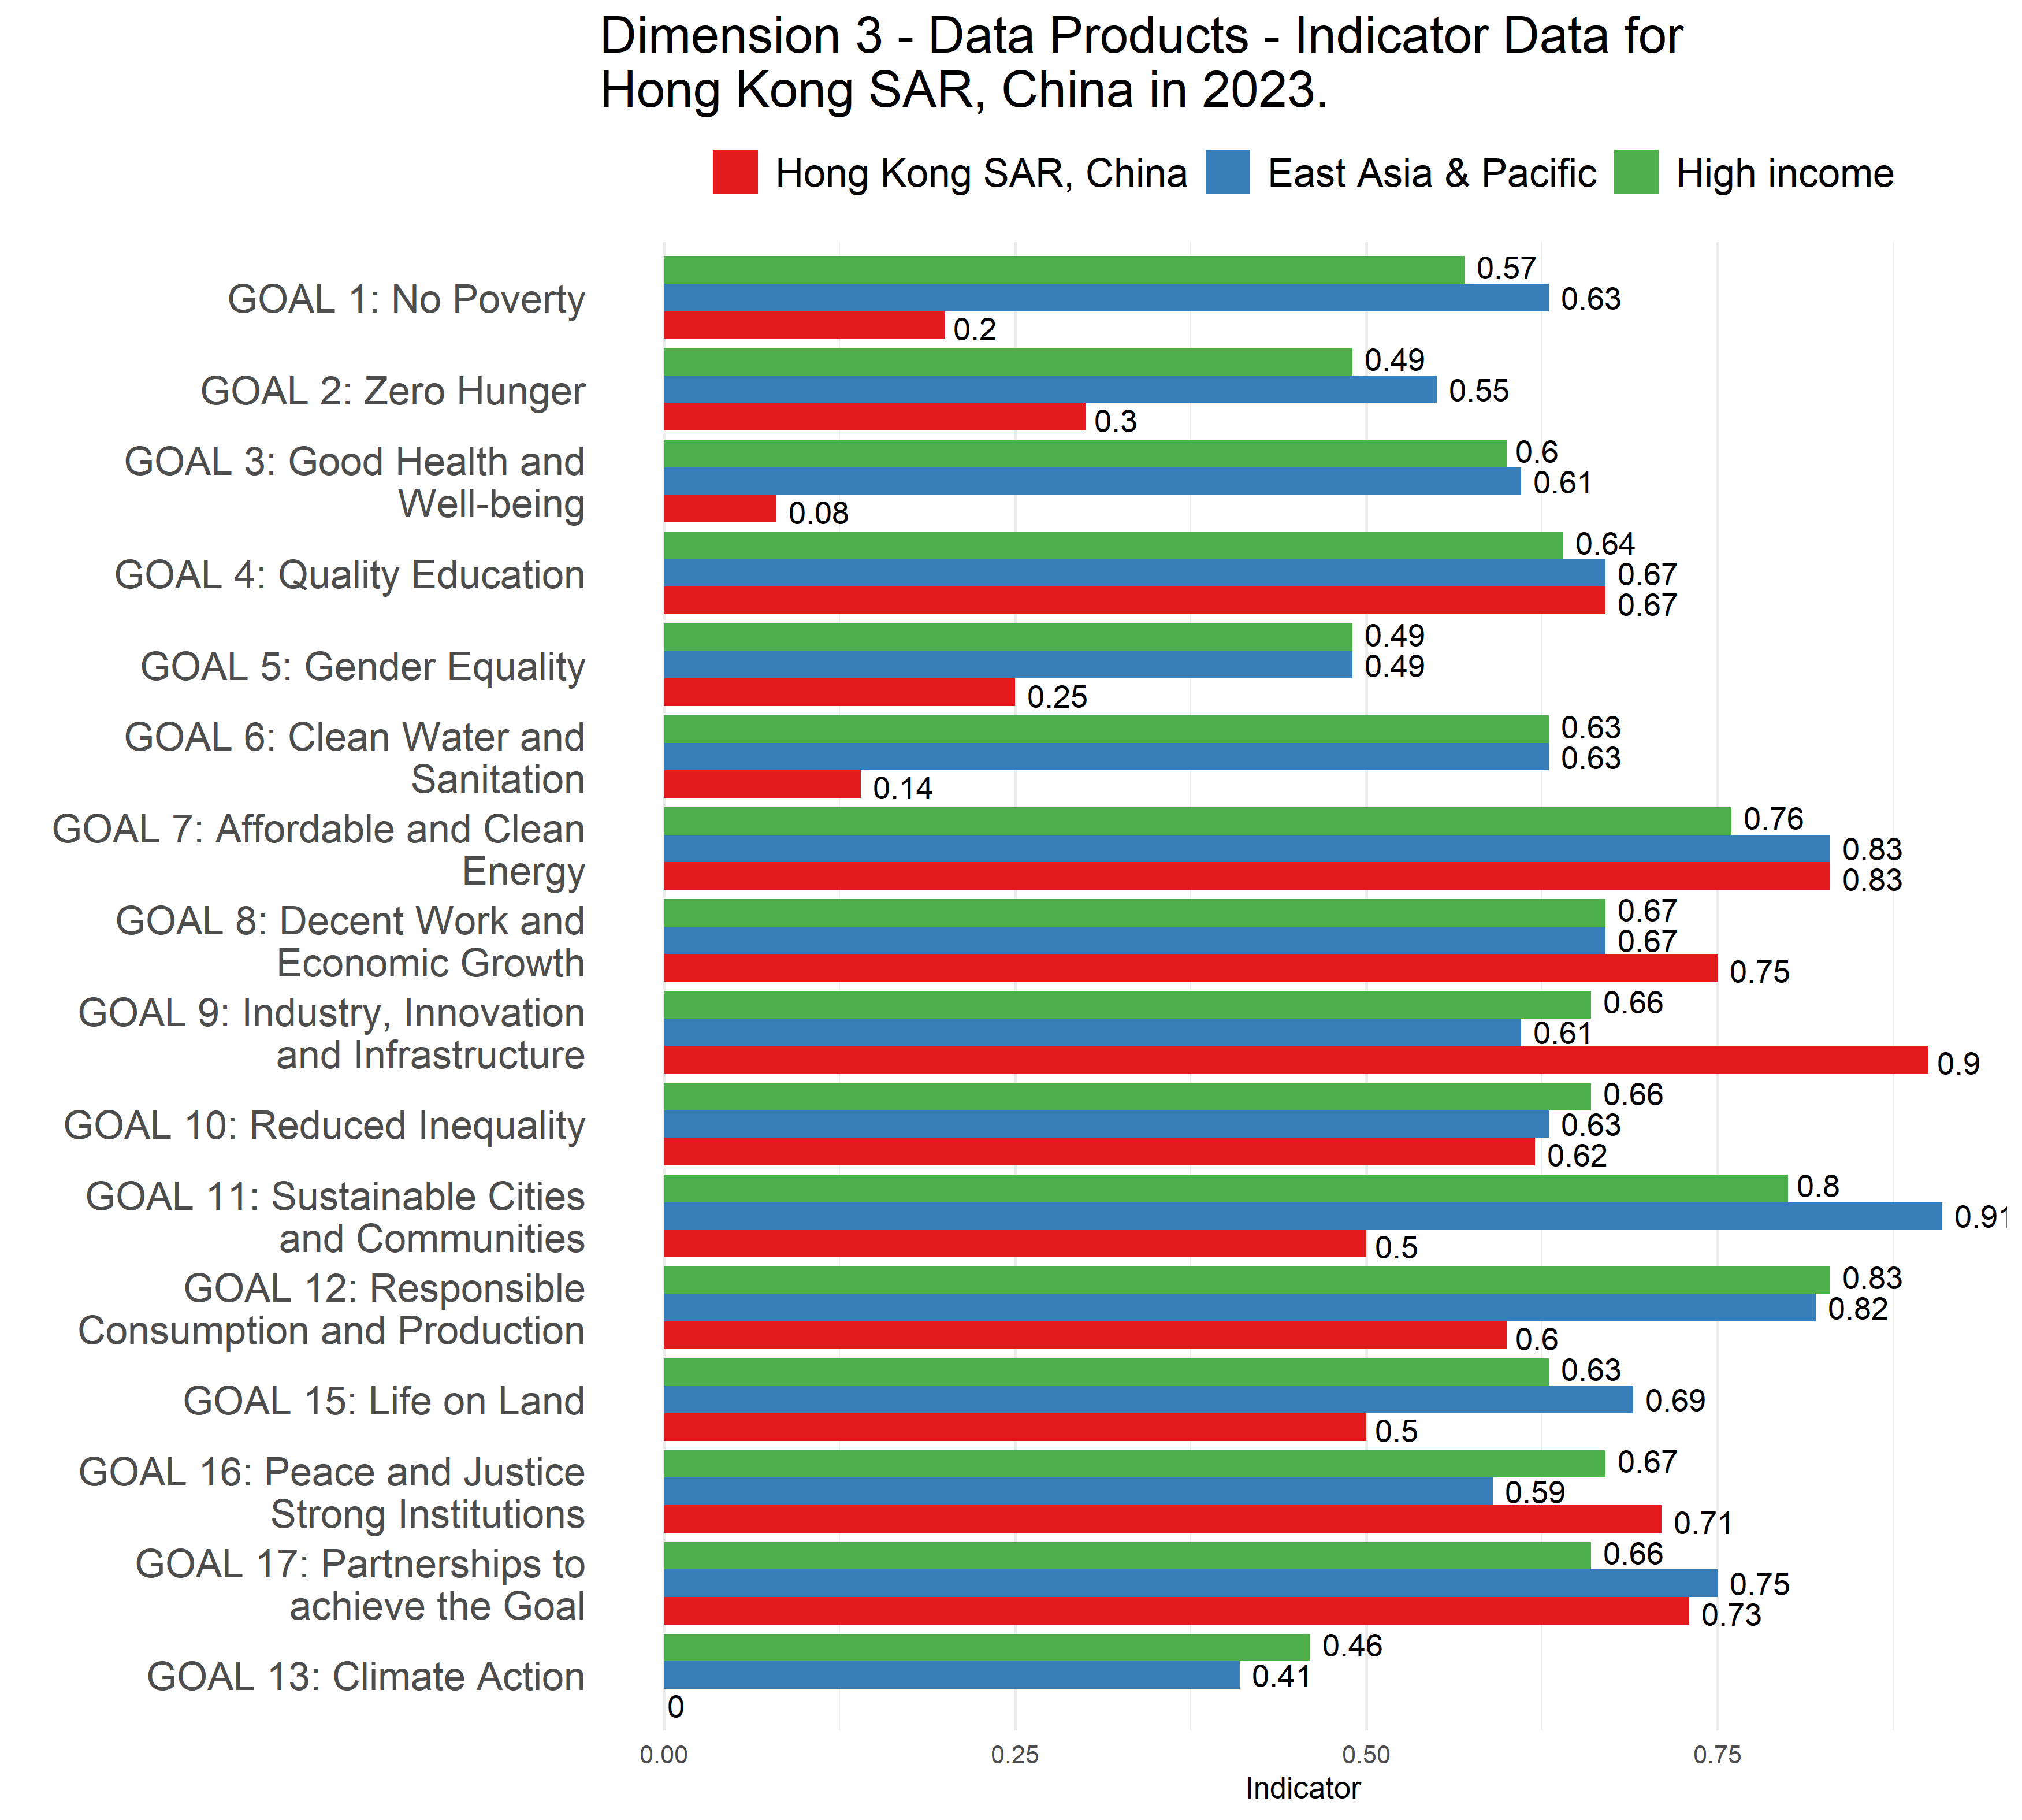 Dimension 3 - Data Products - Indicator Data for
Hong Kong SAR, China in 2023.
Hong Kong SAR, China East Asia & Pacific High income
GOAL 1: No Poverty
0.57
0.63
0.2
GOAL 2: Zero Hunger
0.49
0.55
0.3
GOAL 3: Good Health and
Well-being
0.6
0.61
0.08
GOAL 4: Quality Education
0.64
0.67
0.67
GOAL 5: Gender Equality
0.49
0.49
0.25
GOAL 6: Clean Water and
Sanitation
0.63
0.63
0.14
GOAL 7: Affordable and Clean
Energy
0.76
0.83
0.83
GOAL 8: Decent Work and
Economic Growth
0.67
0.67
0.75
GOAL 9: Industry, Innovation
and Infrastructure
0.66
0.61
0.9
GOAL 10: Reduced Inequality
0.66
0.63
0.62
GOAL 11: Sustainable Cities
and Communities
0.8
0.91
0.5
GOAL 12: Responsible
Consumption and Production
0.83
0.82
0.6
GOAL 15: Life on Land
0.63
0.69
0.5
GOAL 16: Peace and Justice
Strong Institutions
0.67
0.59
0.71
GOAL 17: Partnerships to
achieve the Goal
0.66
0.75
0.73
GOAL 13: Climate Action
0.46
0.41
0
0.00 0.25 0.50 0.75
Indicator